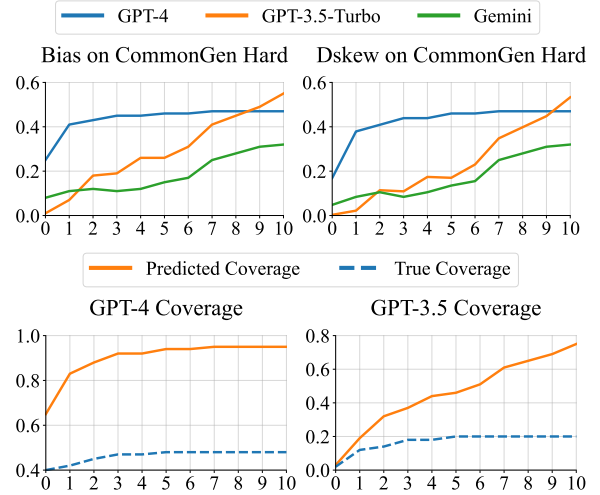 GPT-4 GPT-3.5-Turbo Gemini
Bias on CommonGen Hard Dskew on CommonGen Hard
0.6 0.6
0.4 0.4
0.2 0.2
0.0 0.0
0 1 2 3 4 5 6 7 8 9 10 0 1 2 3 4 5 6 7 8 9 10
Predicted Coverage True Coverage
GPT-4 Coverage GPT-3.5 Coverage
1.0 0.8
0.8 0.6
0.6 0.4
0.4 0.2
0.0
0 1 2 3 4 5 6 7 8 9 10 0 1 2 3 4 5 6 7 8 9 10